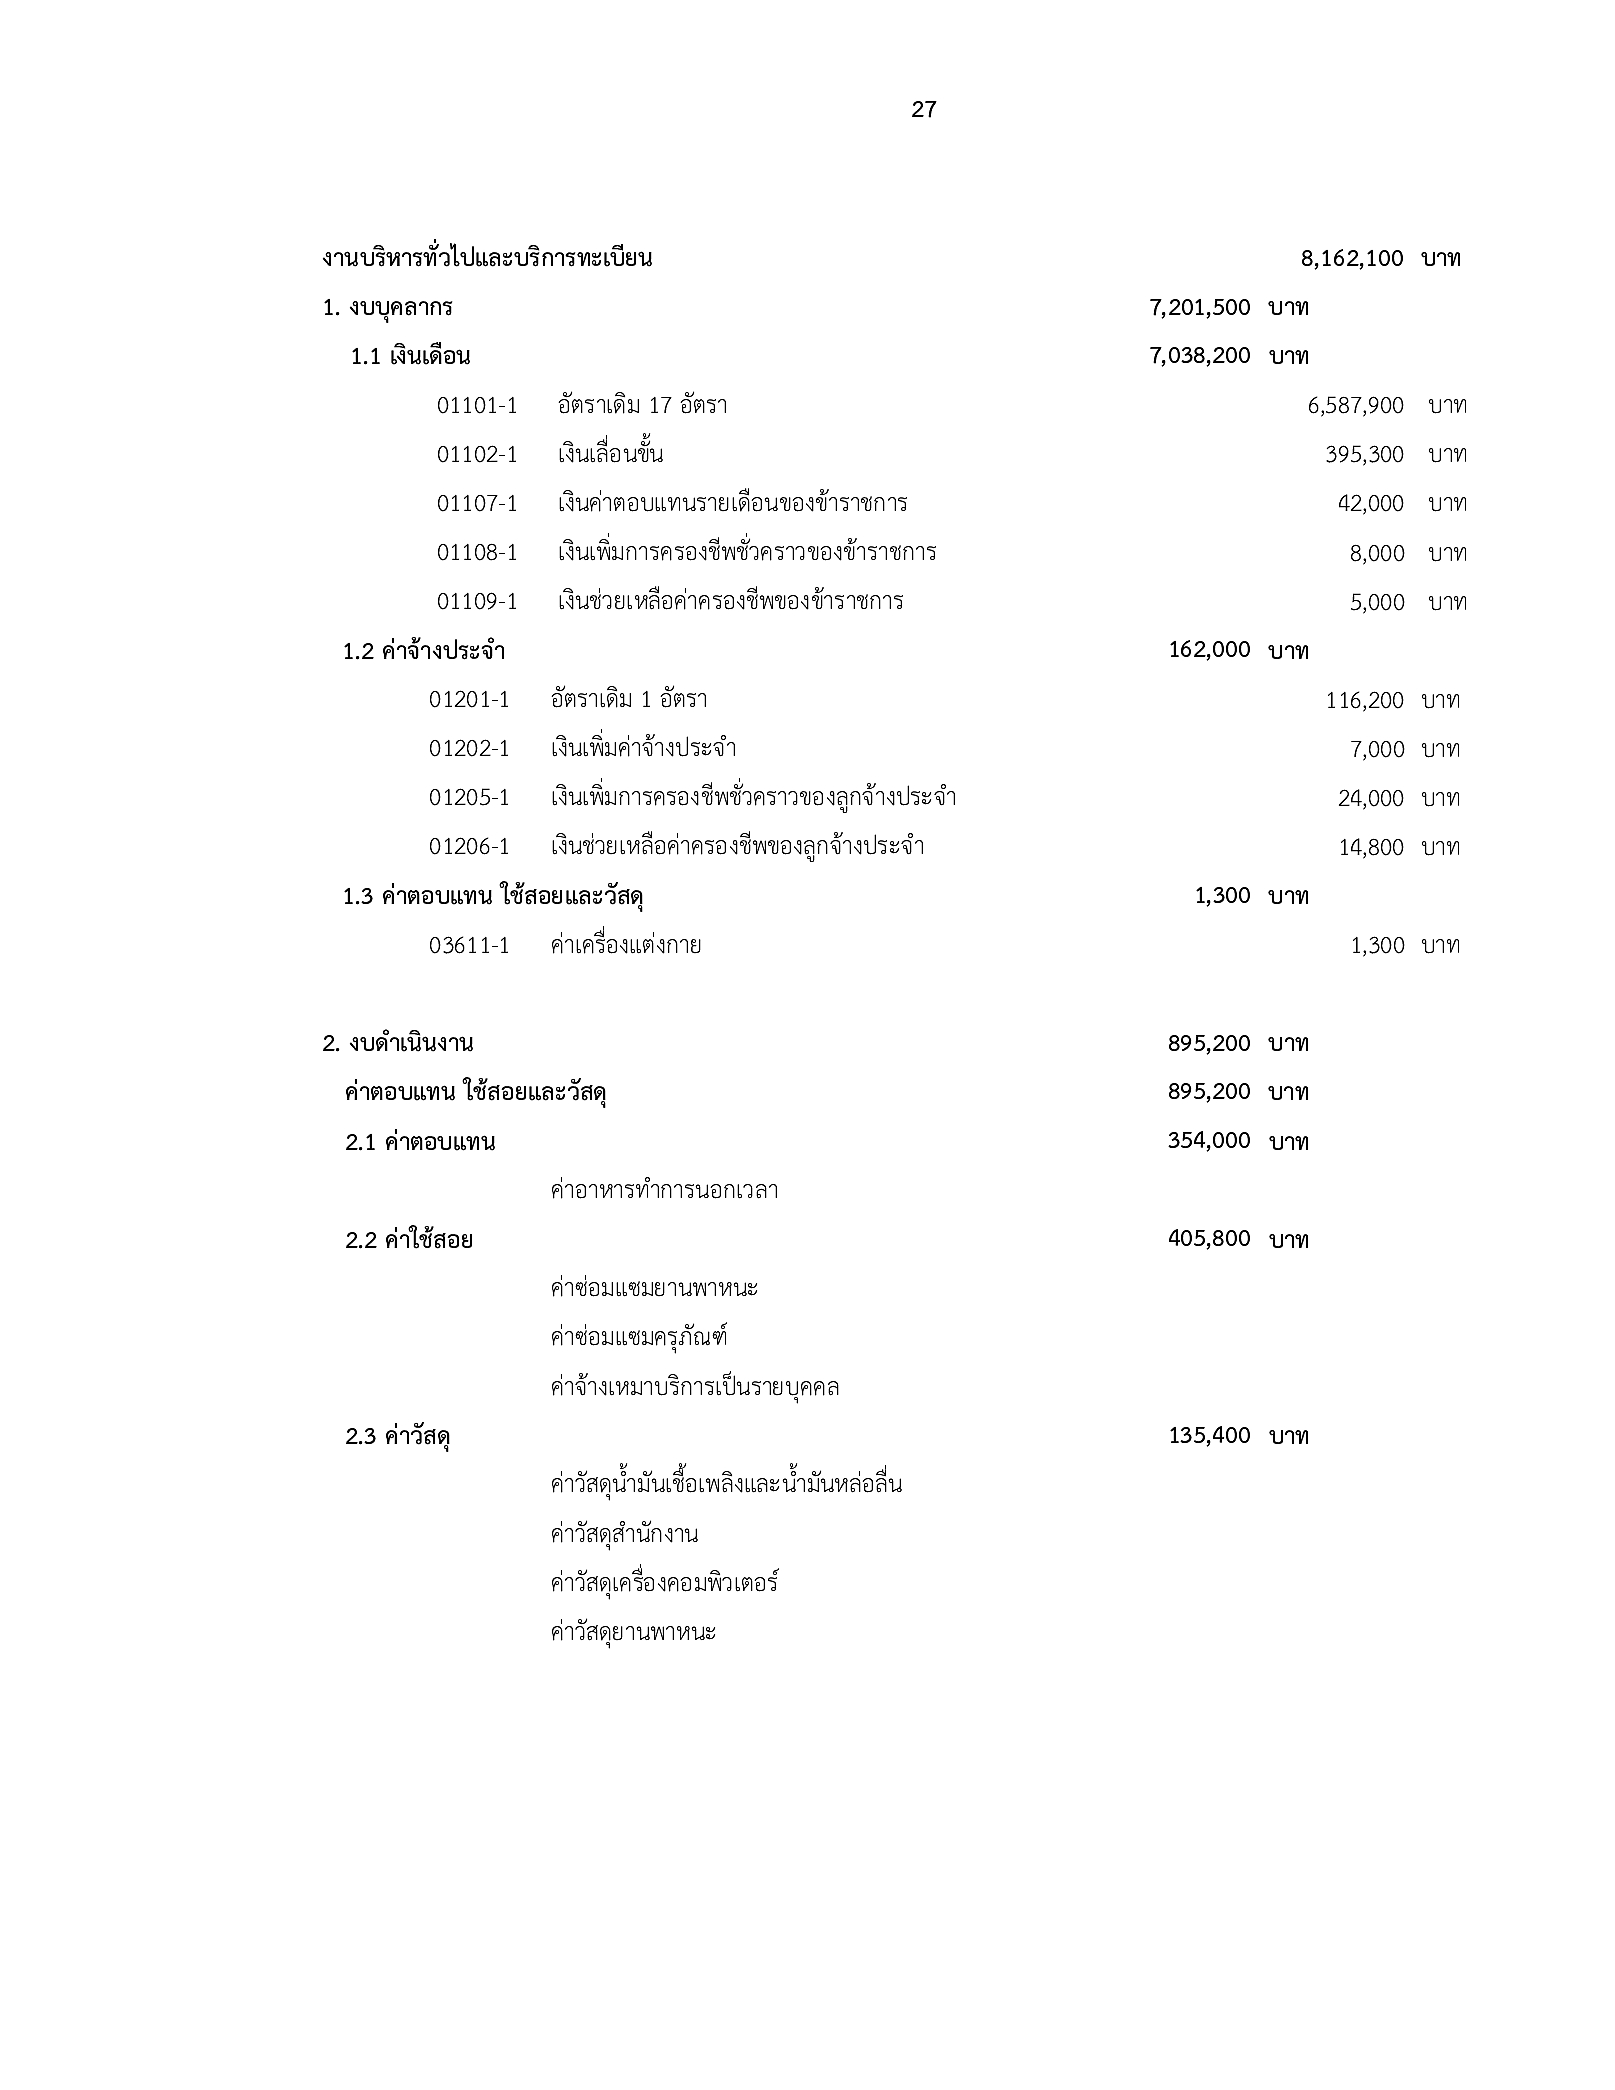 27
งานบริหารทั่วไปและบริการทะเบียน 8,162,100 บาท
1. งบบุคลากร 7,201,500 บาท
1.1 เงินเดือน 7,038,200 บาท
01101-1 อัตราเดิม 17 อัตรา 6,587,900 บาท
01102-1 เงินเลื่อนขั้น 395,300 บาท
01107-1 เงินค่าตอบแทนรายเดือนของข้าราชการ 42,000 บาท
01108-1 เงินเพิ่มการครองชีพชั่วคราวของข้าราชการ 8,000 บาท
01109-1 เงินช่วยเหลือค่าครองชีพของข้าราชการ 5,000 บาท
1.2 ค่าจ้างประจำ 162,000 บาท
01201-1 อัตราเดิม 1 อัตรา 116,200 บาท
01202-1 เงินเพิ่มค่าจ้างประจำ 7,000 บาท
01205-1 เงินเพิ่มการครองชีพชั่วคราวของลูกจ้างประจำ 24,000 บาท
01206-1 เงินช่วยเหลือค่าครองชีพของลูกจ้างประจำ 14,800 บาท
1.3 ค่าตอบแทน ใช้สอยและวัสดุ 1,300 บาท
03611-1 ค่าเครื่องแต่งกาย 1,300 บาท
2. งบดำเนินงาน 895,200 บาท
ค่าตอบแทน ใช้สอยและวัสดุ 895,200 บาท
2.1 ค่าตอบแทน 354,000 บาท
ค่าอาหารทำการนอกเวลา
2.2 ค่าใช้สอย 405,800 บาท
ค่าซ่อมแซมยานพาหนะ
ค่าซ่อมแซมครุภัณฑ์
ค่าจ้างเหมาบริการเป็นรายบุคคล
2.3 ค่าวัสดุ 135,400 บาท
ค่าวัสดุน้ำมันเชื้อเพลิงและน้ำมันหล่อลื่น
ค่าวัสดุสำนักงาน
ค่าวัสดุเครื่องคอมพิวเตอร์
ค่าวัสดุยานพาหนะ